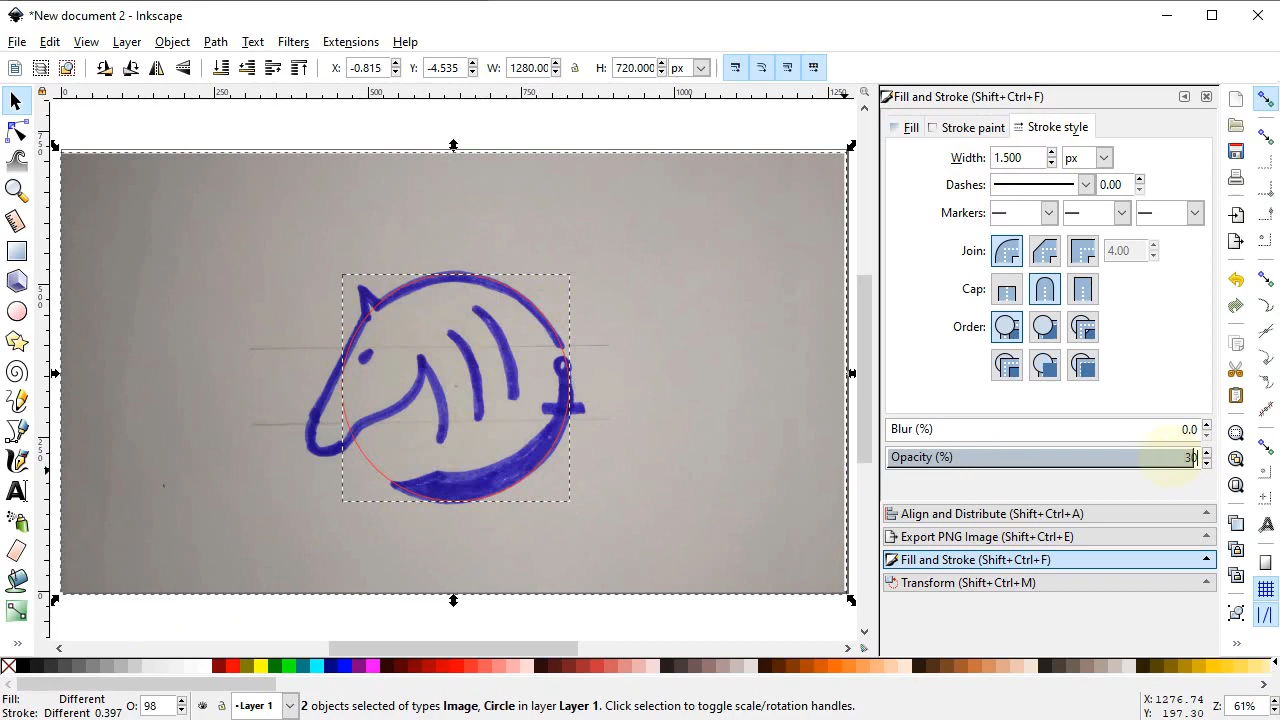 *New document 2 - Inkscape
File Edit View Layer Object Path Text Filters Extensions Help
X: -0.815 Y: -4.535 W: 1280.00 H: 720.000 px
Fill and Stroke (Shift+Ctrl+F)
Fill Stroke paint Stroke style
Width: 1.500 px
Dashes: 0.00
Markers:
Join: 4.00
Cap:
Order:
Blur (%) 0.0
Opacity (%) 30
Align and Distribute (Shift+Ctrl+A)
Export PNG Image (Shift+Ctrl+E)
Fill and Stroke (Shift+Ctrl+F)
Transform (Shift+Ctrl+M)
0 250 500 750 1000 1250
Fill: Different
Stroke: Different 0.397
O: 98
Layer 1
2 objects selected of types Image, Circle in layer Layer 1. Click selection to toggle scale/rotation handles.
X: 1276.74
Y: 197.30
Z: 61%